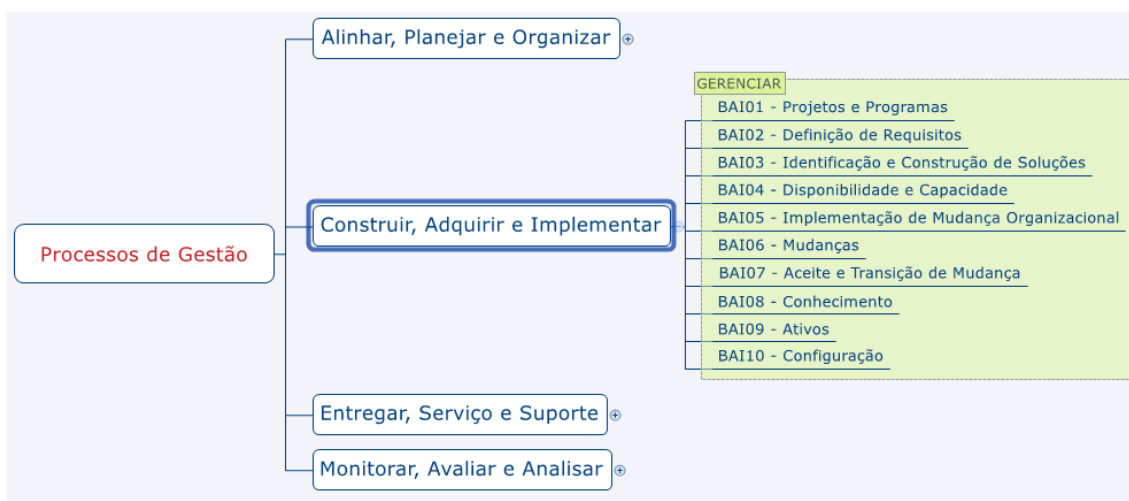 Alinhar, Planejar e Organizar
GERENCIAR
BAI01 - Projetos e Programas
BAI02 - Definição de Requisitos
BAI03 - Identificação e Construção de Soluções
BAI04 - Disponibilidade e Capacidade
Construir, Adquirir e Implementar
BAI05 - Implementação de Mudança Organizacional
Processos de Gestão
BAI06 - Mudanças
BAI07 - Aceite e Transição de Mudança
BAI08 - Conhecimento
BAI09 - Ativos
BAI10 - Configuração
Entregar, Serviço e Suporte
Monitorar, Avaliar e Analisar